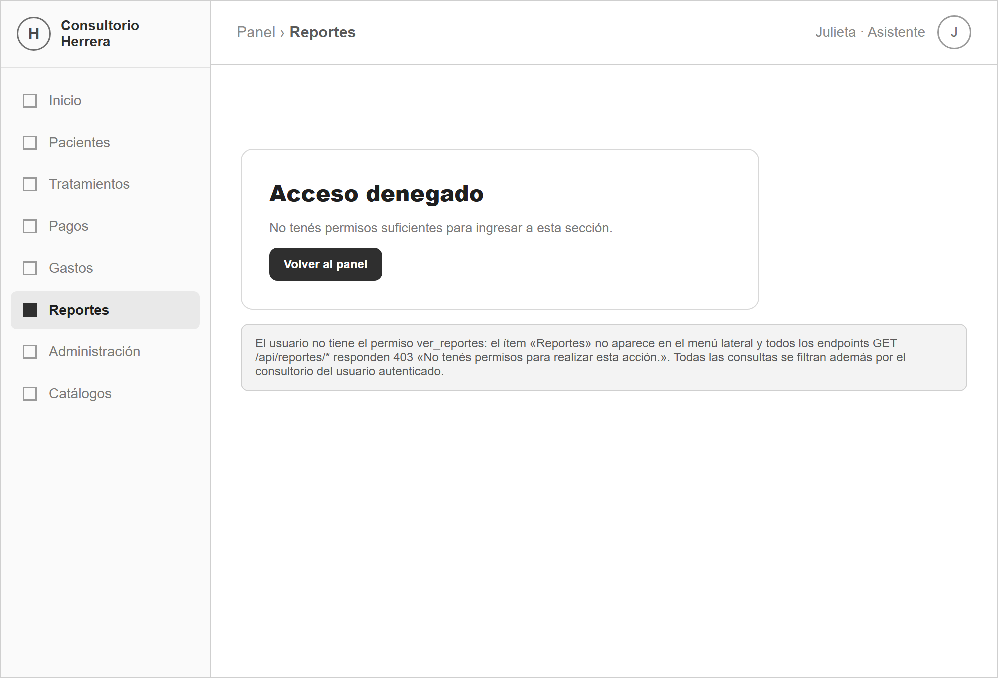 H
Consultorio
Herrera
Panel › Reportes
Julieta · Asistente
J
Inicio
Pacientes
Tratamientos
Pagos
Gastos
Reportes
Administración
Catálogos
Acceso denegado
No tenés permisos suficientes para ingresar a esta sección.
Volver al panel
El usuario no tiene el permiso ver_reportes: el ítem «Reportes» no aparece en el menú lateral y todos los endpoints GET
/api/reportes/* responden 403 «No tenés permisos para realizar esta acción.». Todas las consultas se filtran además por el
consultorio del usuario autenticado.